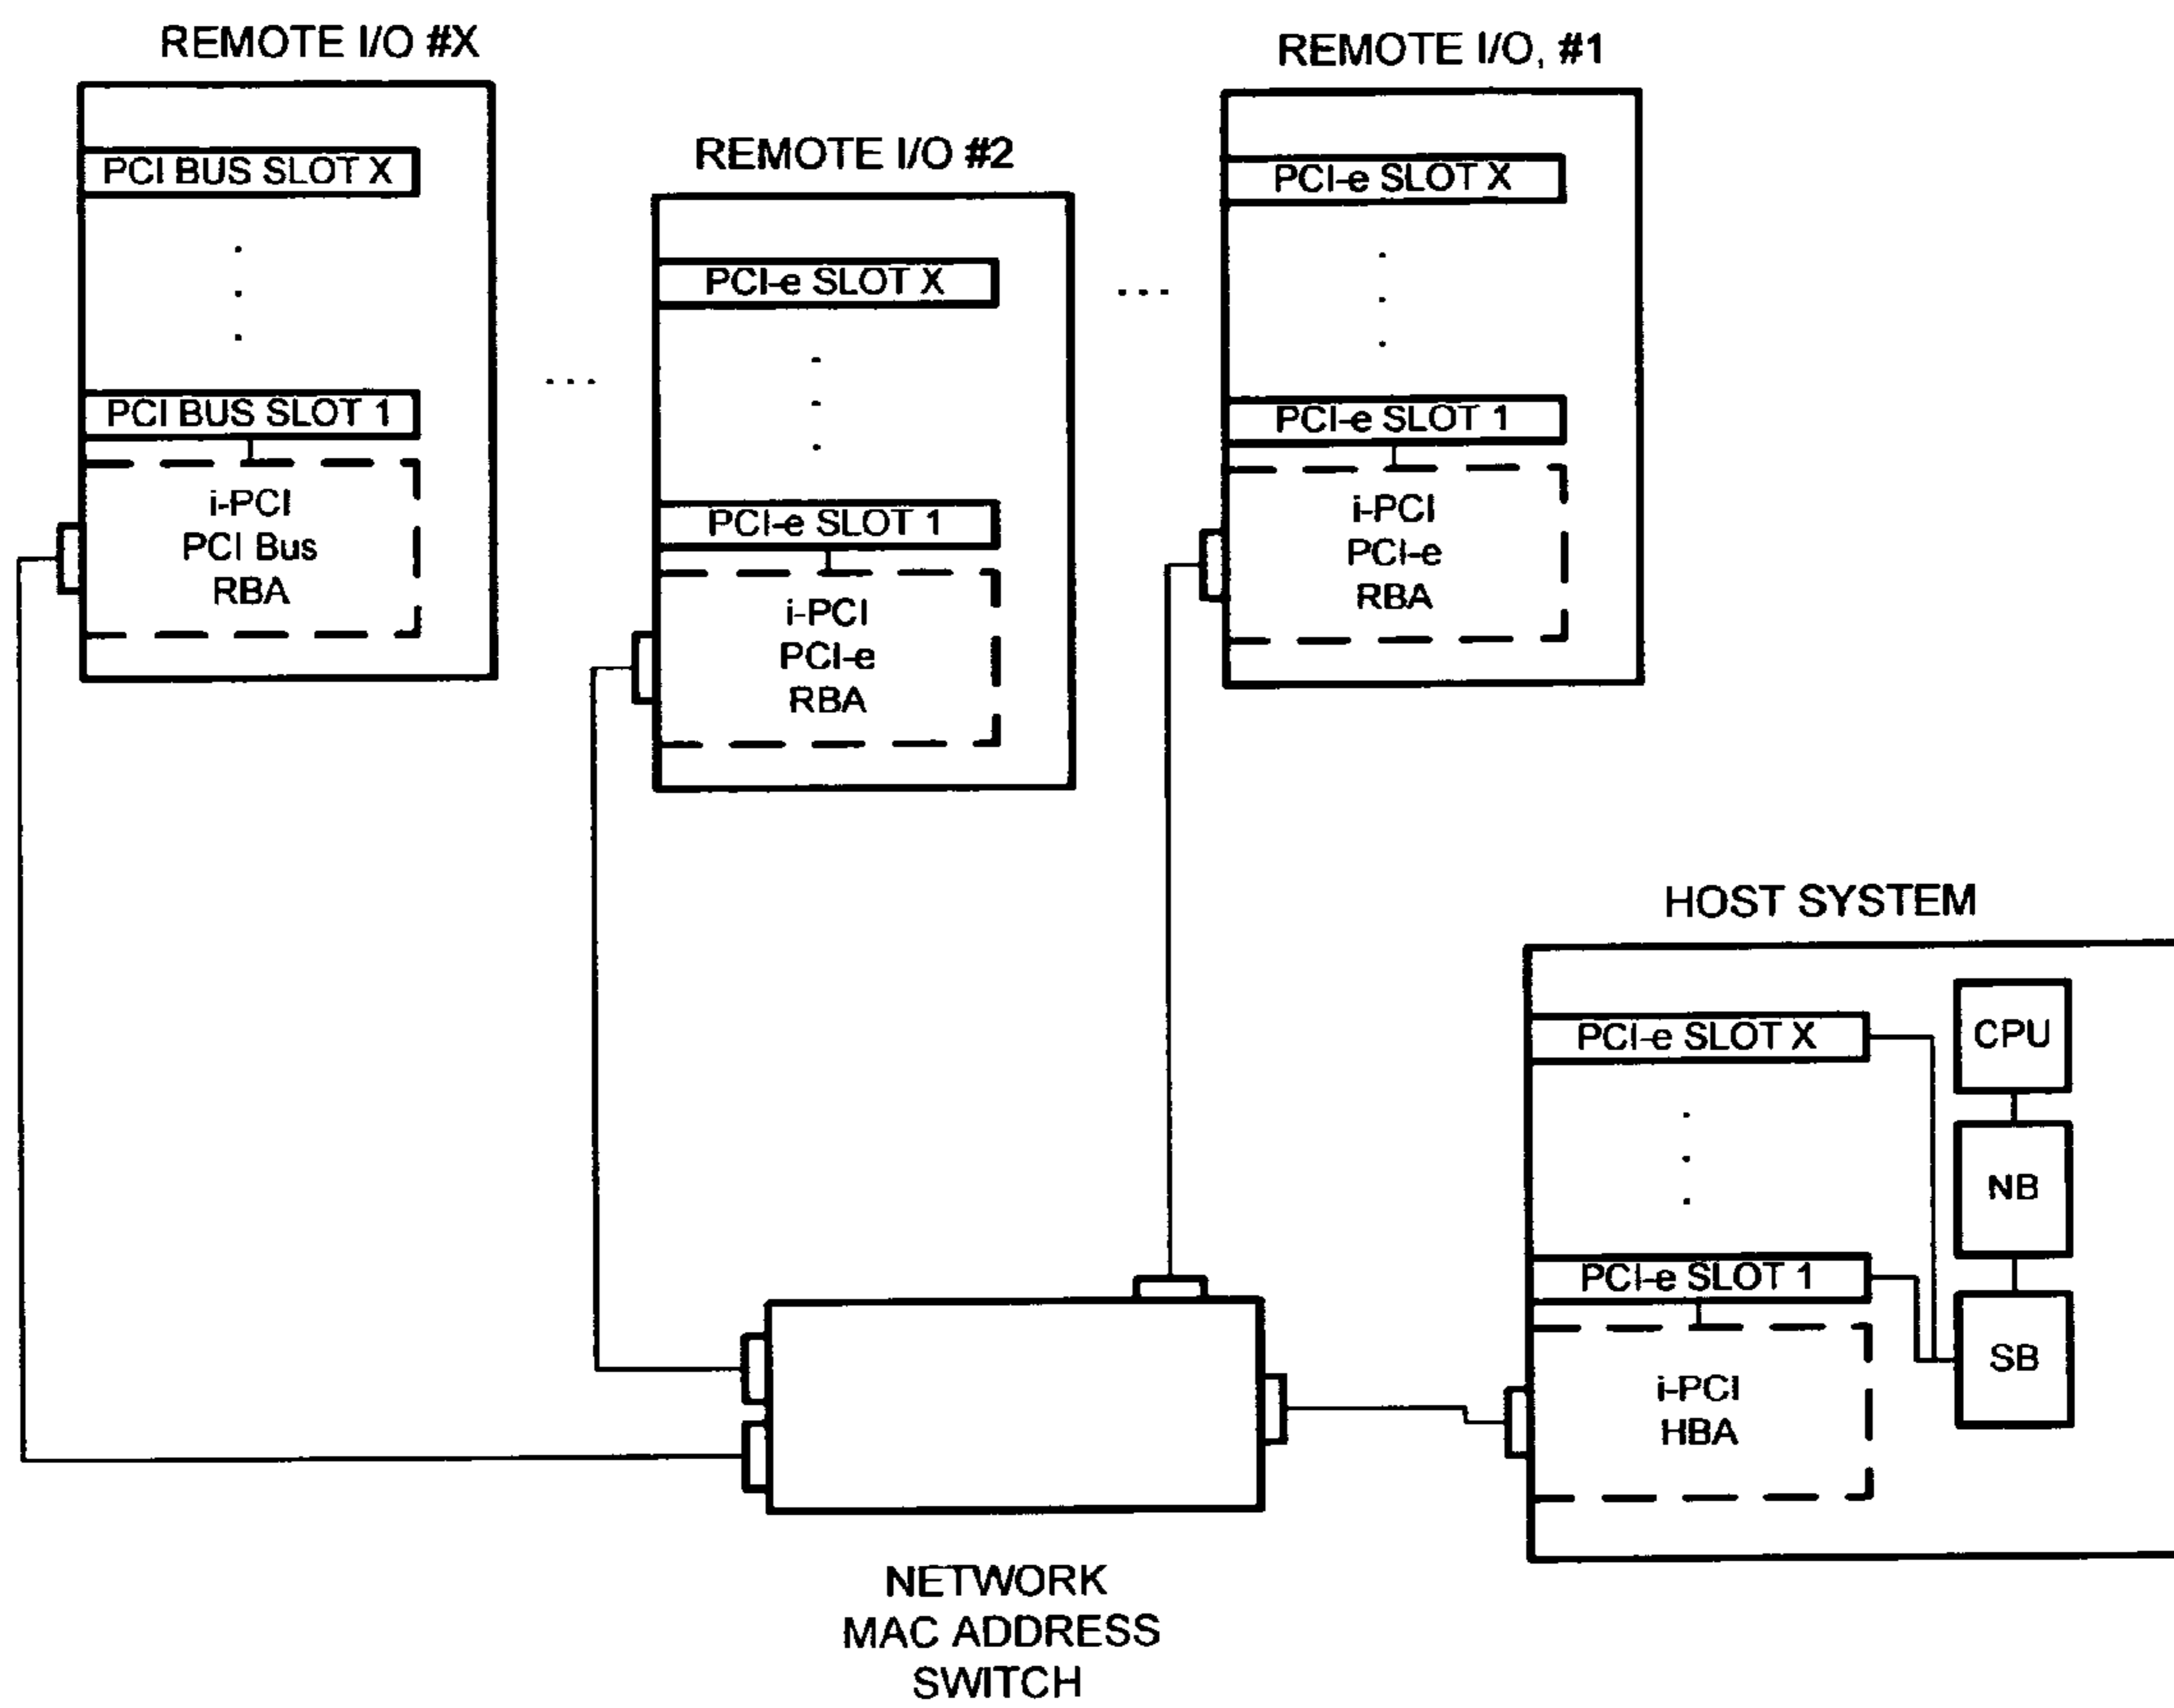 REMOTE I/O #X
PCI BUS SLOT X
PCI BUS SLOT 1
i-PCI
PCI Bus
RBA
REMOTE I/O #2
PCI-e SLOT X
PCI-e SLOT 1
i-PCI
PCI-e
RBA
REMOTE I/O, #1
PCI-e SLOT X
PCI-e SLOT 1
i-PCI
PCI-e
RBA
HOST SYSTEM
PCI-e SLOT X
PCI-e SLOT 1
i-PCI
HBA
CPU
NB
SB
NETWORK
MAC ADDRESS
SWITCH